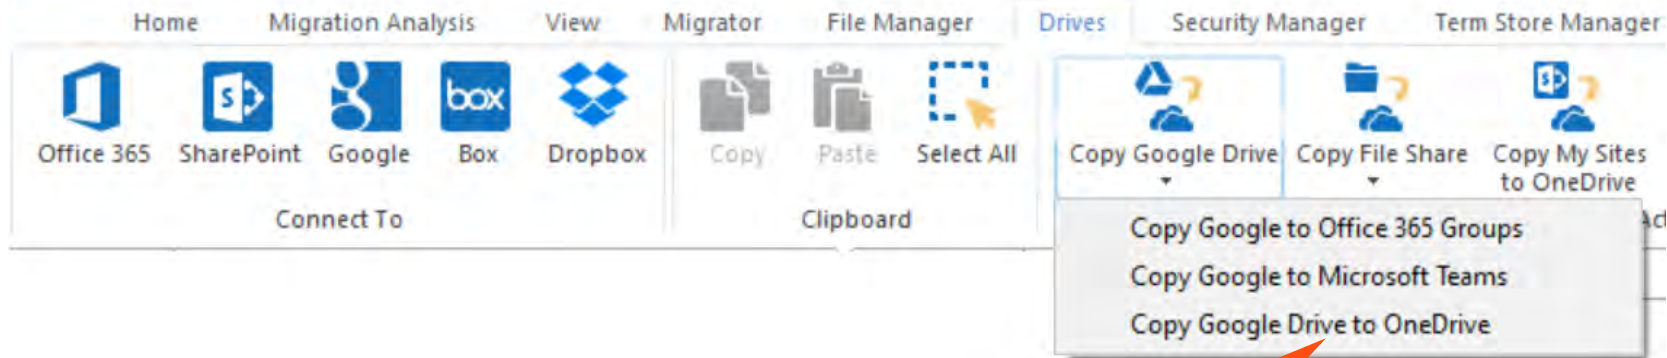 Home Migration Analysis View Migrator File Manager Drives Security Manager Term Store Manager
box
Office 365 SharePoint Google Box Dropbox Copy Paste Select All Copy Google Drive Copy File Share Copy My Sites
to OneDrive
Connect To Clipboard
Copy Google to Office 365 Groups
Copy Google to Microsoft Teams
Copy Google Drive to OneDrive